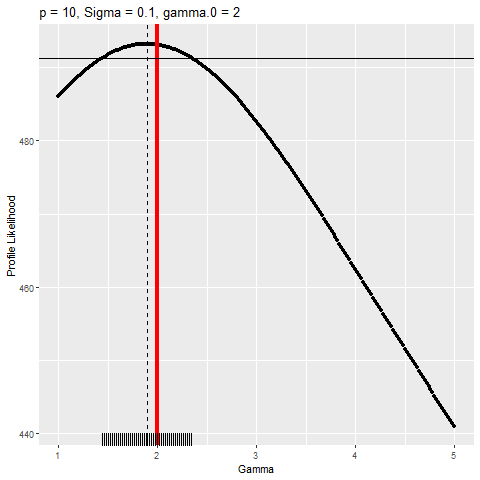 p = 10, Sigma = 0.1, gamma.0 = 2
Profile Likelihood
480
460
440
1
2
3
4
5
Gamma